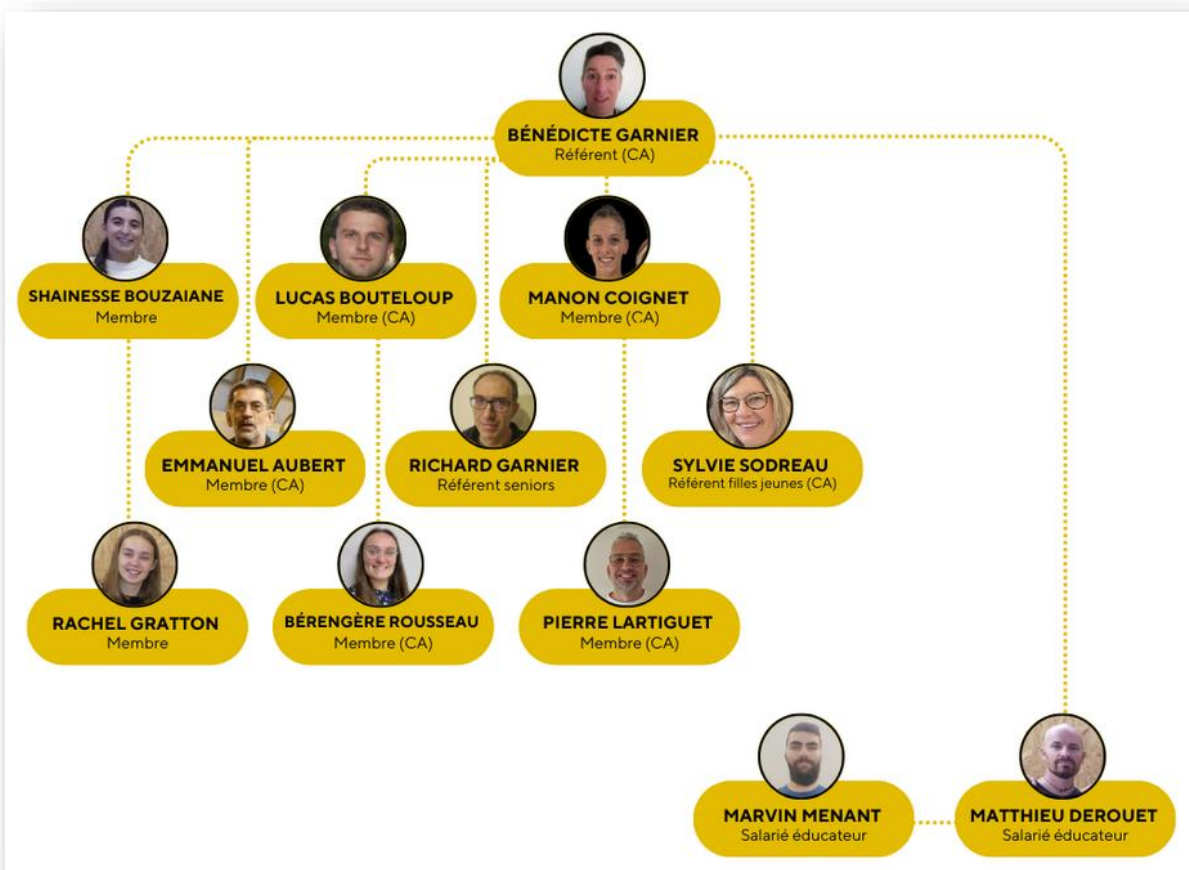 BÉNÉDICTE GARNIER
Référent (CA)
SHAINESSE BOUZAIANE
Membre
LUCAS BOUTELOUP
Membre (CA)
MANON COIGNET
Membre (CA)
EMMANUEL AUBERT
Membre (CA)
RICHARD GARNIER
Référent seniors
SYLVIE SODREAU
Référent filles jeunes (CA)
RACHEL GRATTON
Membre
BÉRENGÈRE ROUSSEAU
Membre (CA)
PIERRE LARTIGUET
Membre (CA)
MARVIN MENANT
Salarié éducateur
MATTHIEU DEROUET
Salarié éducateur